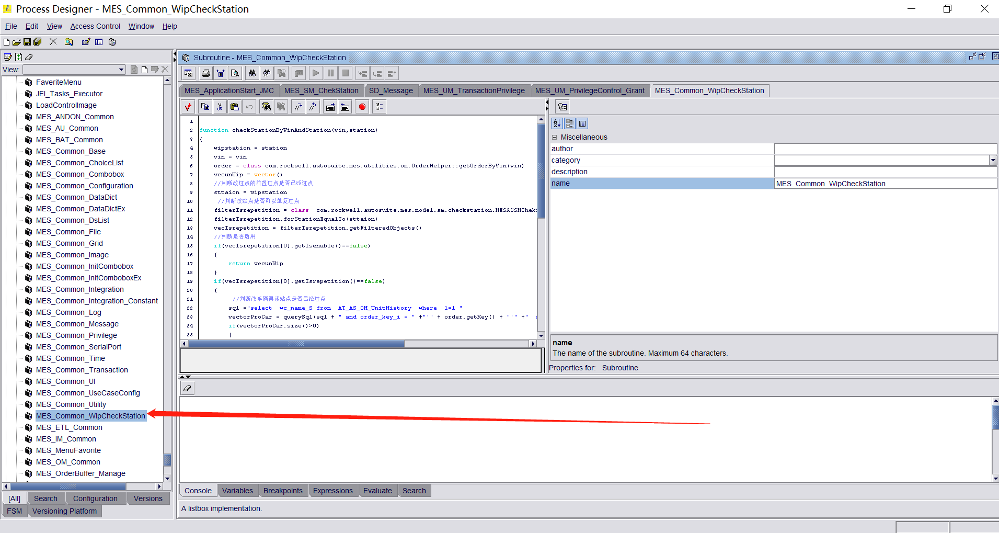 Process Designer - MES_Common_WipCheckStation
File Edit View Access Control Window Help
View:
FaveriteMenu
JEI_Tasks_Executor
LoadControlImage
MES_ANDON_Common
MES_AU_Common
MES_BAT_Common
MES_Common_Base
MES_Common_ChoiceList
MES_Common_Combobox
MES_Common_Configuration
MES_Common_DataDict
MES_Common_DataDictEx
MES_Common_DsList
MES_Common_File
MES_Common_Grid
MES_Common_Image
MES_Common_InitCombobox
MES_Common_InitComboboxEx
MES_Common_Integration
MES_Common_Integration_Constant
MES_Common_Log
MES_Common_Message
MES_Common_Privilege
MES_Common_SerialPort
MES_Common_Time
MES_Common_Transaction
MES_Common_UI
MES_Common_UseCaseConfig
MES_Common_Utility
MES_Common_WipCheckStation
MES_ETL_Common
MES_IM_Common
MES_MenuFavorite
MES_OM_Common
MES_OrderBuffer_Manage
[All] Search Configuration Versions
FSM Versioning Platform
Subroutine - MES_Common_WipCheckStation
MES_ApplicationStart_JMC MES_SM_ChekStation SD_Message MES_UM_TransactionPrivilege MES_UM_PrivilegeControl_Grant MES_Common_WipCheckStation
1
2 function checkStationByVinAndStation(vin,station)
3 {
4 wipstation = station
5 vin = vin
6 order = class com.rockwell.autosuite.mes.utilities.om.OrderHelper::getOrderByVin(vin)
7 vecunWip = vector()
8 //判断改过点的前置过点是否已经过点
9 sttaion = wipstation
10 //判断改站点是否可以重复过点
11 filterIsrepetition = class com.rockwell.autosuite.mes.model.sm.checkstation.MESASSMChek
12 filterIsrepetition.forStationEqualTo(sttaion)
13 vecIsrepetition = filterIsrepetition.getFilteredObjects()
14 //判断是否启用
15 if(vecIsrepetition[0].getIsenable()==false)
16 {
17 return vecunWip
18 }
19 if(vecIsrepetition[0].getIsrepetition()==false)
20 {
21 //判断改车辆再该站点是否已经过点
22 sql ="select wc_name_S from AT_AS_OM_UnitHistory where 1=1 "
23 vectorProCar = querySql(sql + " and order_key_i = " +"'" + order.getKey() + "'" +"
24 if(vectorProCar.size()>0)
25 {
Miscellaneous
author
category
description
name MES_Common_WipCheckStation
name
The name of the subroutine. Maximum 64 characters.
Properties for: Subroutine
Console Variables Breakpoints Expressions Evaluate Search
A listbox implementation.